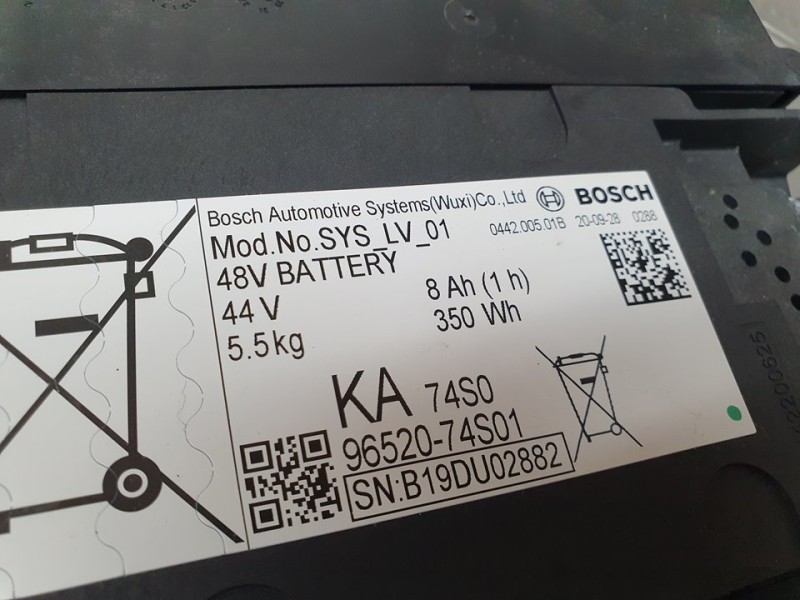 Bosch Automotive Systems(Wuxi)Co.,Ltd
BOSCH
Mod.No.SYS_LV_01
0442.005.01B 20-09-28 0288
48V BATTERY
44 V
8 Ah (1 h)
5.5kg
350 Wh
KA 74S0
96520-74S01
SN:B19DU02882